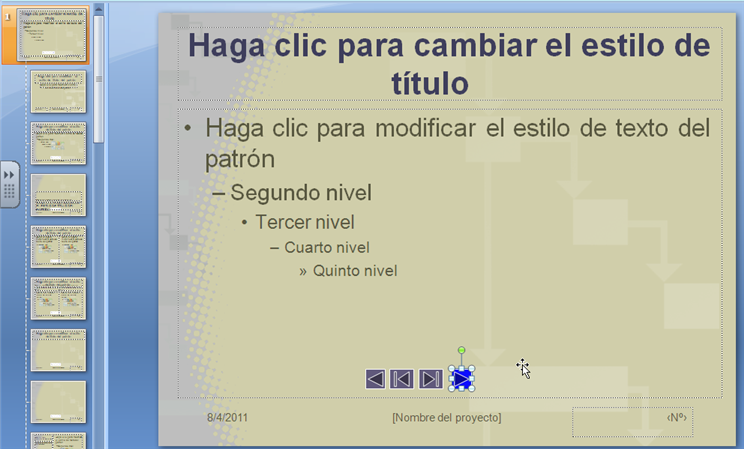 1
Haga clic para cambiar el estilo de
título
• Haga clic para modificar el estilo de texto del
patrón
– Segundo nivel
• Tercer nivel
– Cuarto nivel
» Quinto nivel
8/4/2011
[Nombre del proyecto]
‹Nº›